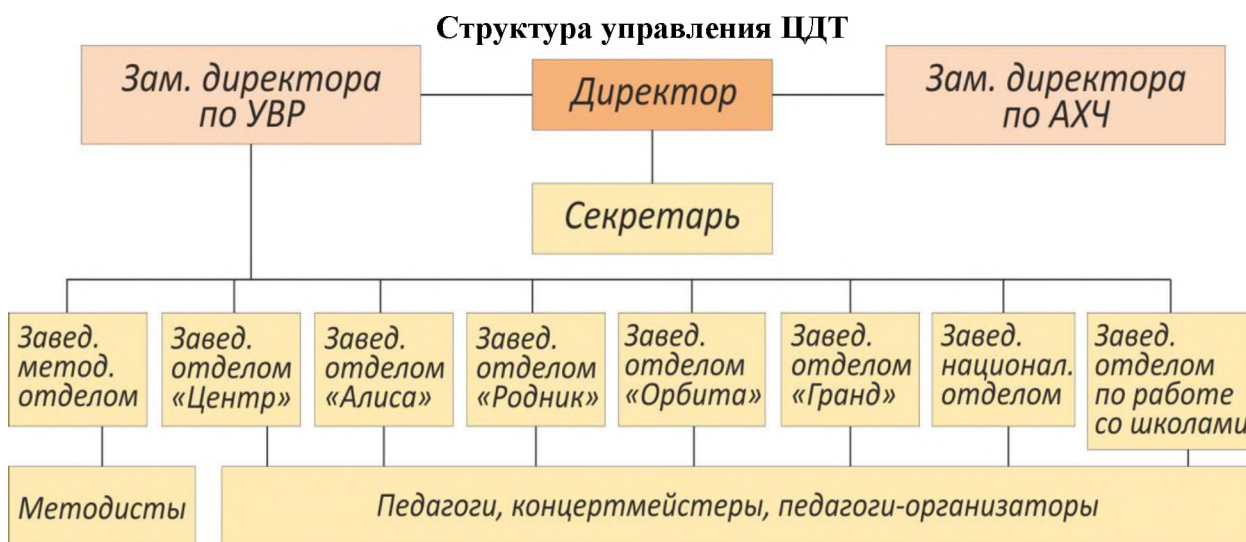 Структура управления ЦДТ
Зам. директора
по УВР
Директор
Зам. директора
по АХЧ
Секретарь
Завед.
метод.
отделом
Завед.
отделом
«Центр»
Завед.
отделом
«Алиса»
Завед.
отделом
«Родник»
Завед.
отделом
«Орбита»
Завед.
отделом
«Гранд»
Завед.
национал.
отделом
Завед.
отделом
по работе
со школами
Методисты
Педагоги, концертмейстеры, педагоги-организаторы